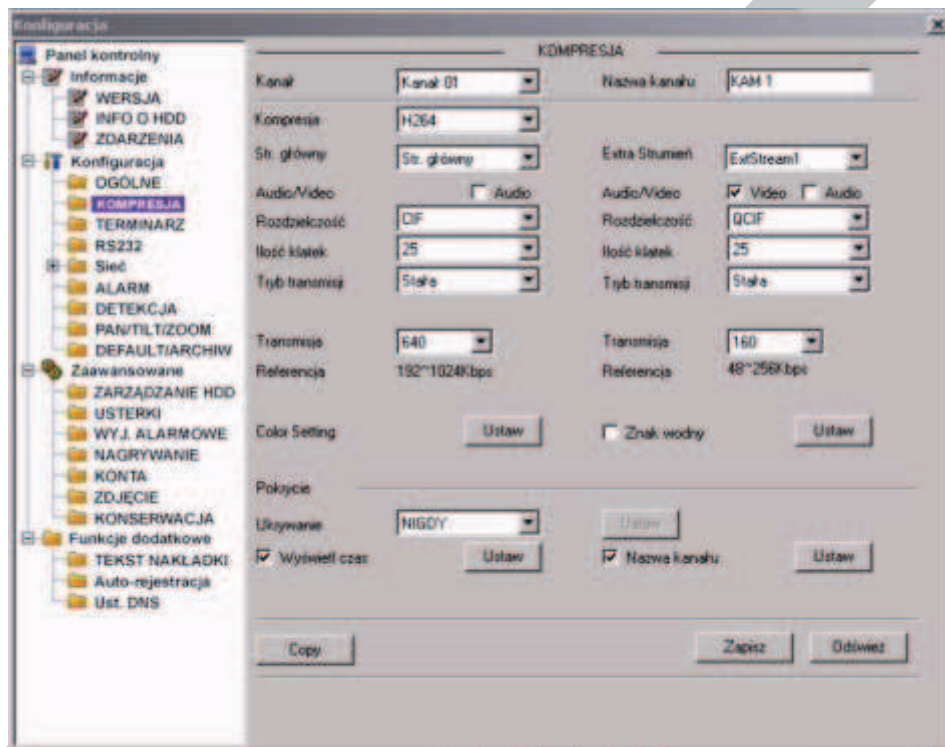 Konfiguracja
Panel kontrolny
Informacje
WERSJA
INFO O HDD
ZDARZENIA
Konfiguracja
OGÓLNE
KOMPRESJA
TERMINARZ
RS232
Sieć
ALARM
DETEKCJA
PAN/TILT/ZOOM
DEFAULT/ARCHIW
Zaawansowane
ZARZĄDZANIE HDD
USTERKI
WYJ. ALARMOWE
NAGRYWANIE
KONTA
ZDJĘCIE
KONSERWACJA
Funkcje dodatkowe
TEKST NAKŁADKI
Auto-rejestracja
Ust. DNS
KOMPRESJA
Kanał Kanał 01 Nazwa kanału KAM 1
Kompresja H264
Str. główny Str. główny Extra Strumień ExtStream1
Audio/Video Audio Audio/Video Video Audio
Rozdzielczość CIF Rozdzielczość QCIF
Ilość klatek 25 Ilość klatek 25
Tryb transmisji Stała Tryb transmisji Stała
Transmisja 640 Transmisja 160
Referencja 192~1024Kbps Referencja 48~256Kbps
Color Setting Ustaw Znak wodny Ustaw
Pokrycie
Ukrywanie NIGDY Ustaw
Wyświetl czas Ustaw Nazwa kanału Ustaw
Copy Zapisz Odśwież